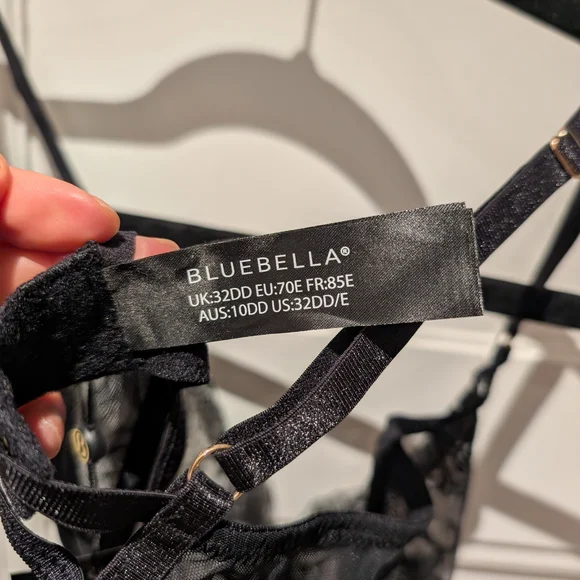 BLUEBELLA®
UK:32DD EU:70E FR:85E
AUS:10DD US:32DD/E